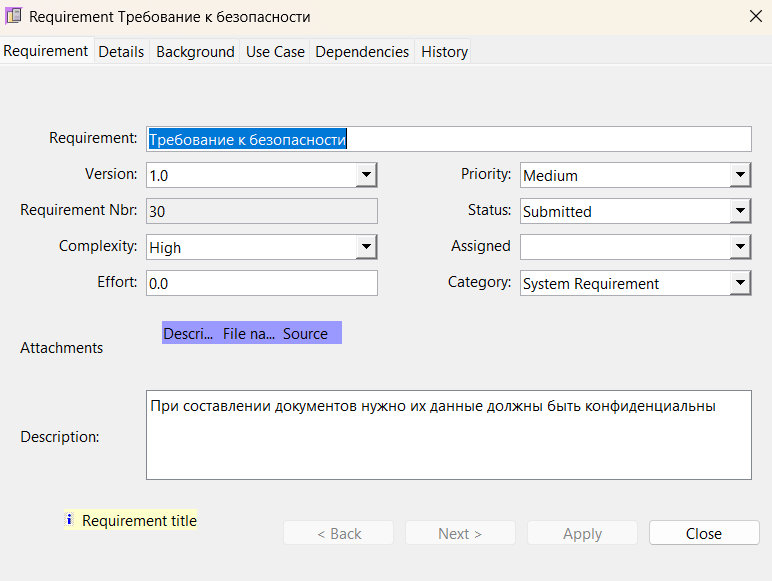 Requirement Требование к безопасности
Requirement Details Background Use Case Dependencies History
Requirement: Требование к безопасности
Version: 1.0 Priority: Medium
Requirement Nbr: 30 Status: Submitted
Complexity: High Assigned
Effort: 0.0 Category: System Requirement
Attachments Descri... File na... Source
Description: При составлении документов нужно их данные должны быть конфиденциальны
i Requirement title
< Back Next > Apply Close